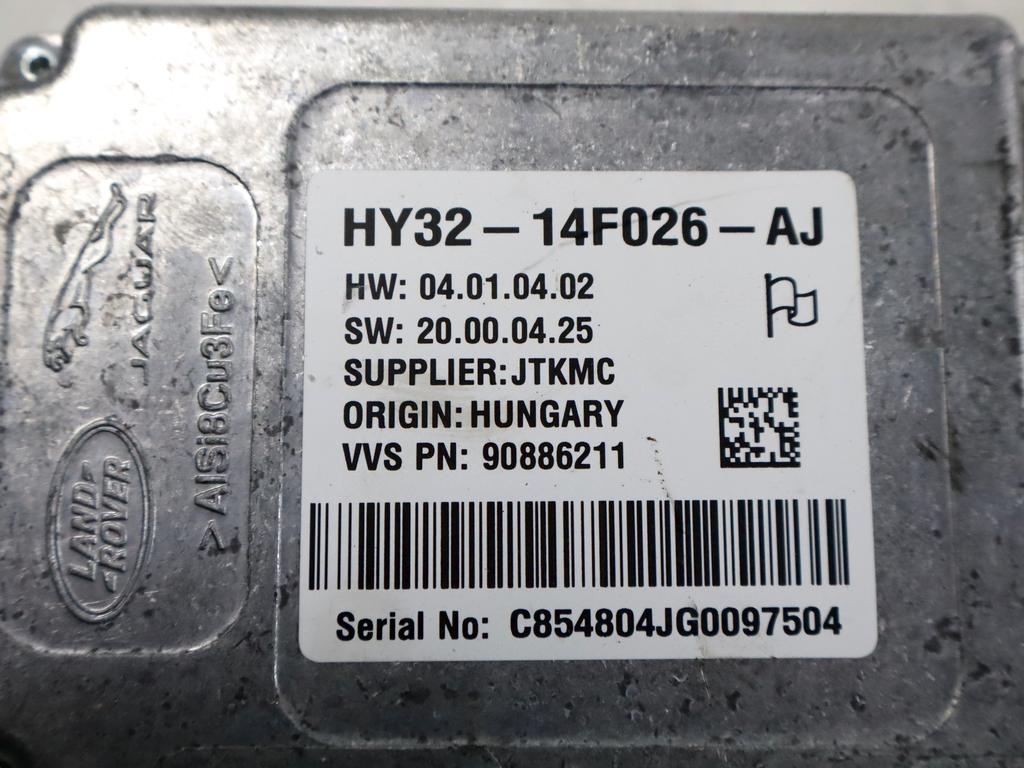 JAGUAR
LAND
ROVER
>AlSi8Cu3Fe<
HY32-14F026-AJ
HW: 04.01.04.02
SW: 20.00.04.25
SUPPLIER: JTKMC
ORIGIN: HUNGARY
VVS PN: 90886211
Serial No: C854804JG0097504